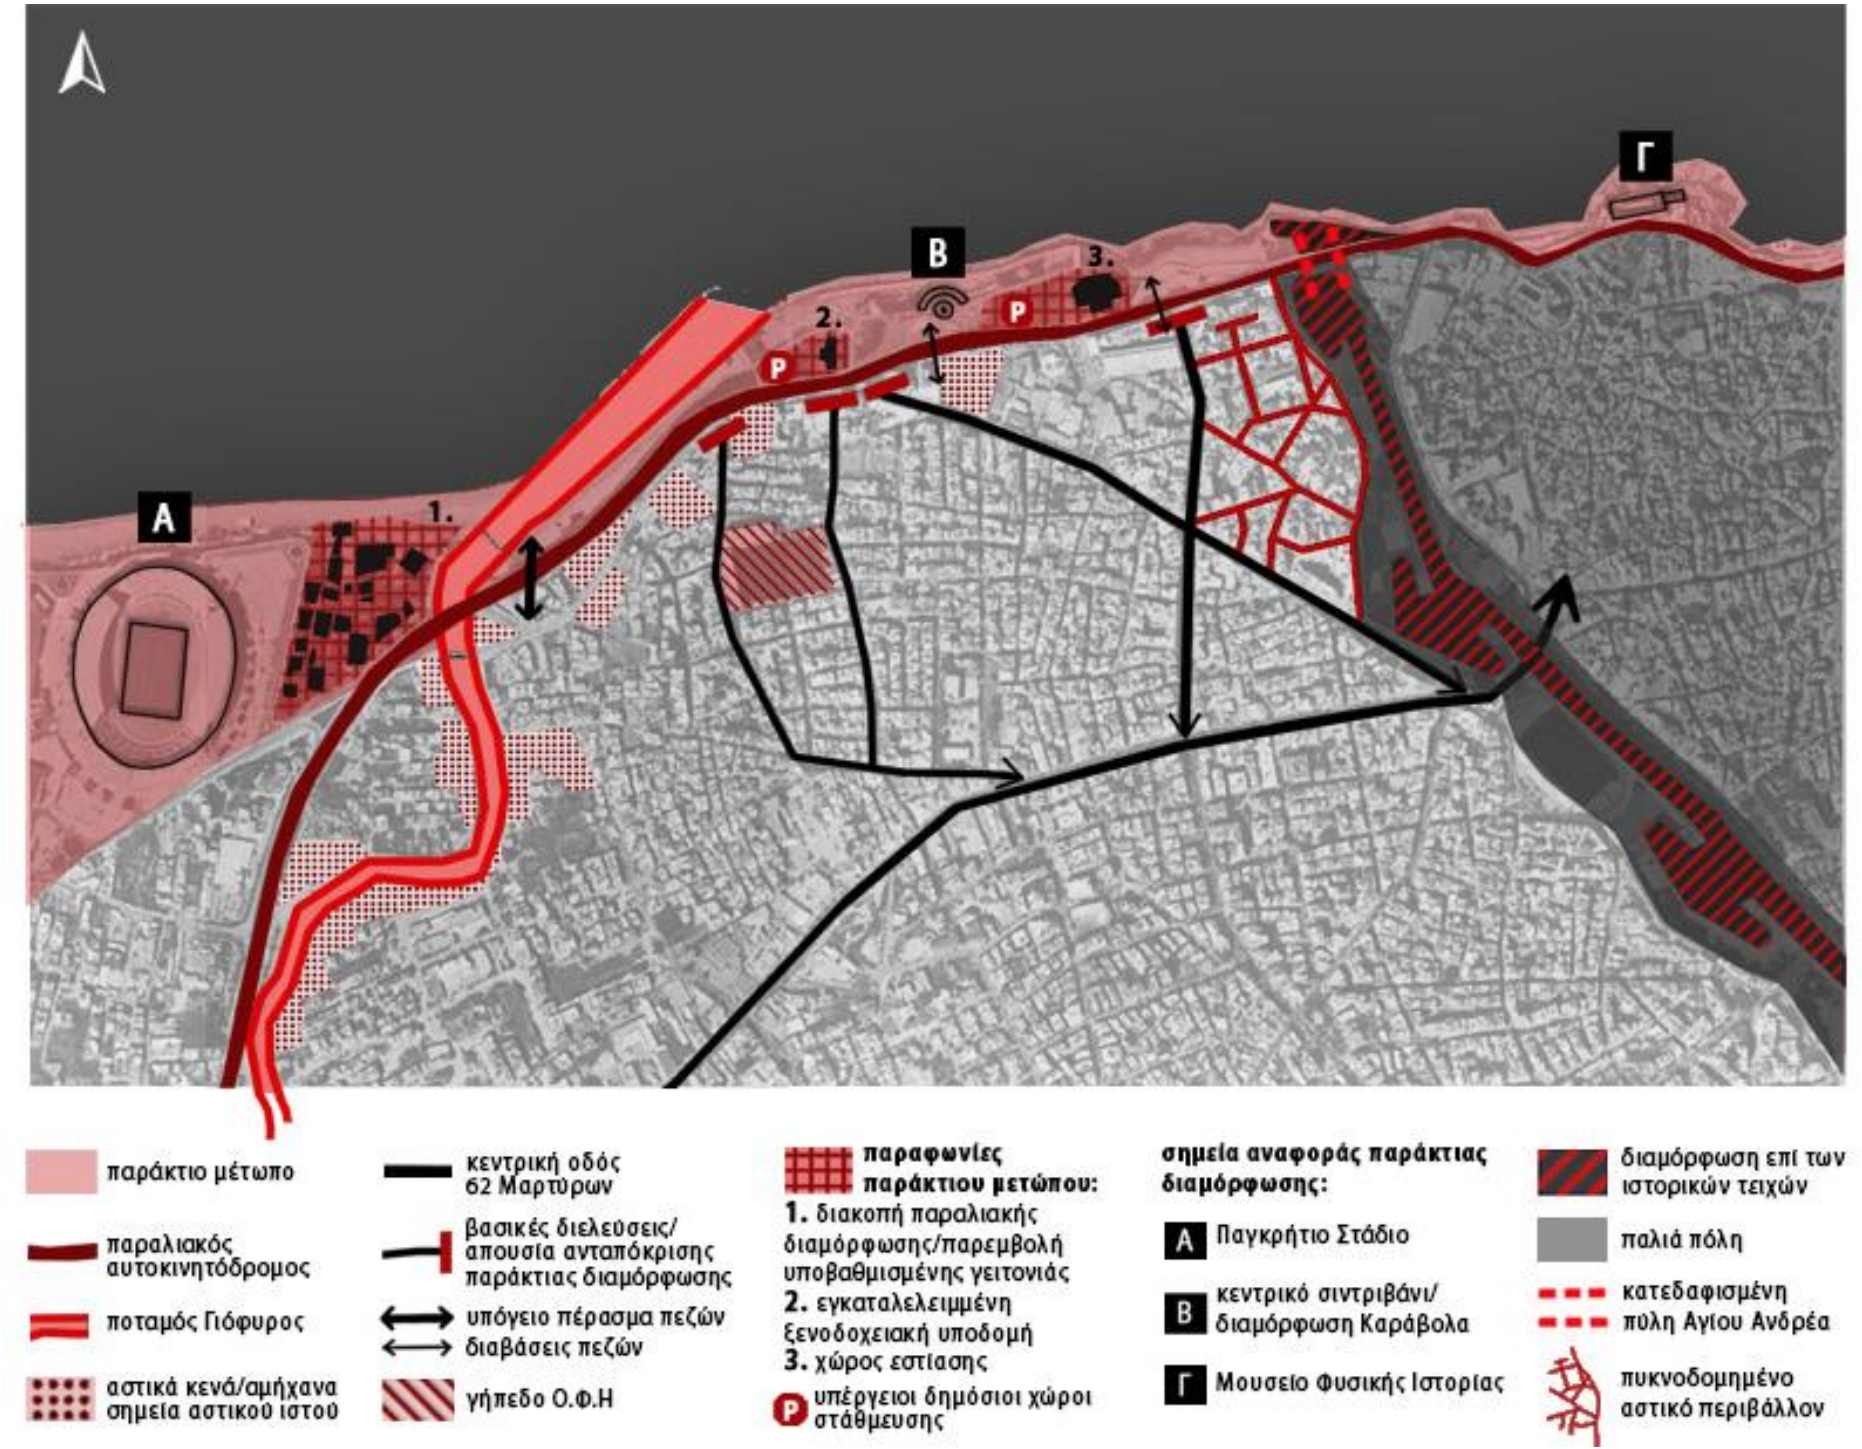 Γ
Β
3.
Ρ
2.
Ρ
Α
1.
παράκτιο μέτωπο
παραλιακός
αυτοκινητόδρομος
ποταμός Γιόφυρος
αστικά κενά/αμήχανα
σημεία αστικού ιστού
κεντρική οδός
62 Μαρτύρων
βασικές διελεύσεις/
απουσία ανταπόκρισης
παράκτιας διαμόρφωσης
υπόγειο πέρασμα πεζών
διαβάσεις πεζών
γήπεδο Ο.Φ.Η
παραφωνίες
παράκτιου μετώπου:
1. διακοπή παραλιακής
διαμόρφωσης/παρεμβολή
υποβαθμισμένης γειτονιάς
2. εγκαταλελειμμένη
ξενοδοχειακή υποδομή
3. χώρος εστίασης
P υπέργειοι δημόσιοι χώροι
στάθμευσης
σημεία αναφοράς παράκτιας
διαμόρφωσης:
Α Παγκρήτιο Στάδιο
Β κεντρικό σιντριβάνι/
διαμόρφωση Καράβολα
Γ Μουσείο Φυσικής Ιστορίας
διαμόρφωση επί των
ιστορικών τειχών
παλιά πόλη
κατεδαφισμένη
πύλη Αγίου Ανδρέα
πυκνοδομημένο
αστικό περιβάλλον